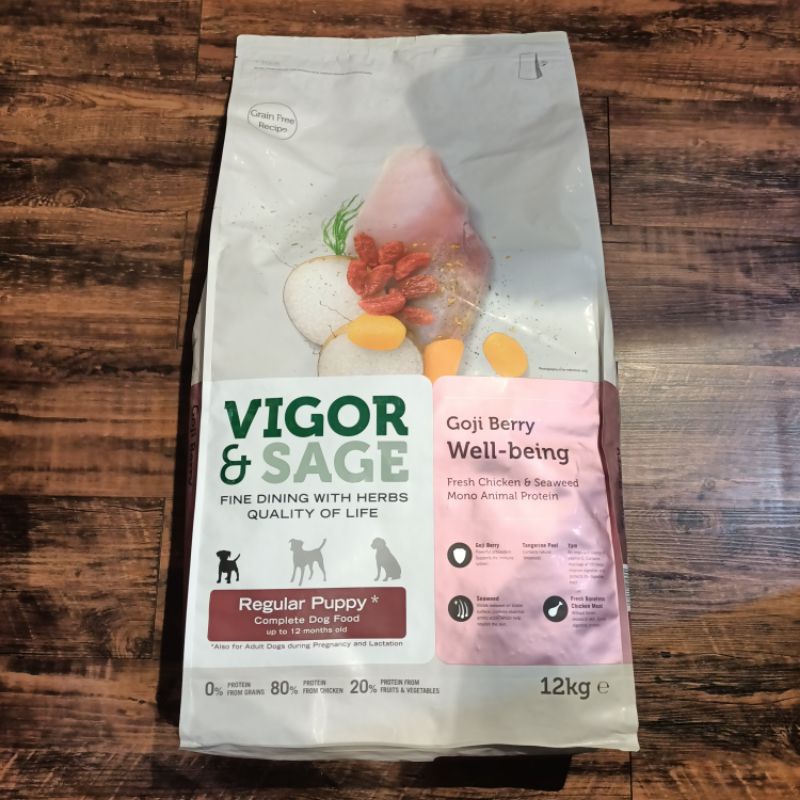 Grain Free
Recipe
VIGOR
& SAGE
FINE DINING WITH HERBS
QUALITY OF LIFE
Regular Puppy *
Complete Dog Food
up to 12 months old
*Also for Adult Dogs during Pregnancy and Lactation
Goji Berry
Well-being
Fresh Chicken & Seaweed
Mono Animal Protein
Goji Berry
Tangerine Peel
Yam
Seaweed
Fresh Boneless
Chicken Meat
0% PROTEIN
FROM GRAINS
80% PROTEIN
FROM CHICKEN
20% PROTEIN FROM
FRUITS & VEGETABLES
12kg e
Goji Berry